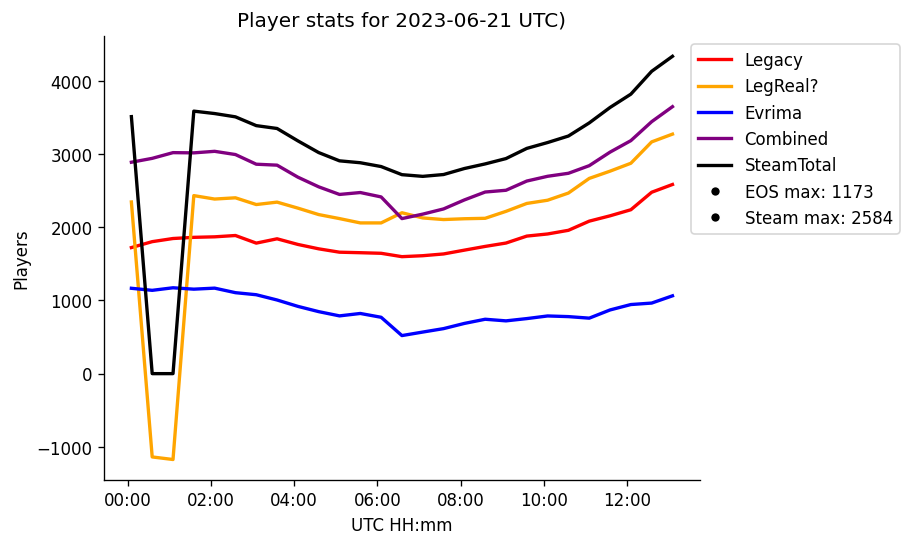 Player stats for 2023-06-21 UTC)
Legacy
LegReal?
Evrima
Combined
SteamTotal
EOS max: 1173
Steam max: 2584
Players
4000
3000
2000
1000
0
−1000
00:00 02:00 04:00 06:00 08:00 10:00 12:00
UTC HH:mm